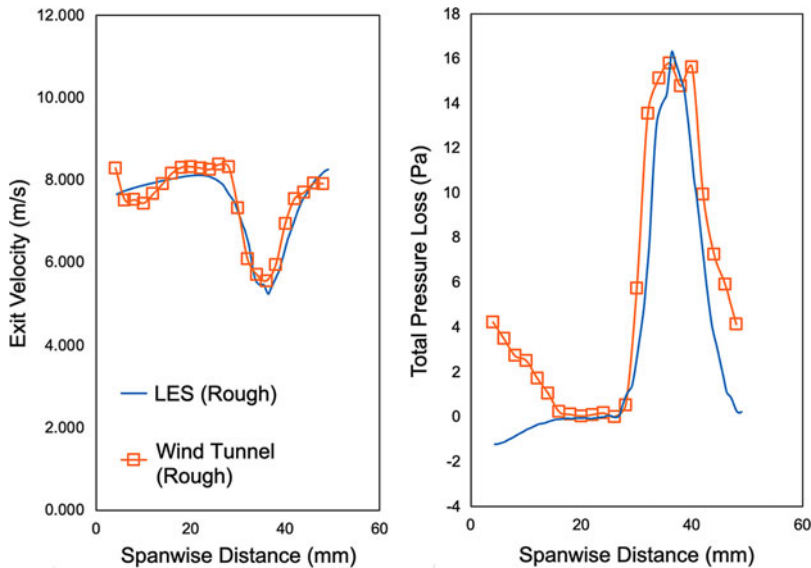 12.000
10.000
8.000
6.000
4.000
2.000
0.000
Exit Velocity (m/s)
LES (Rough)
Wind Tunnel
(Rough)
0 20 40 60
Spanwise Distance (mm)
18
16
14
12
10
8
6
4
2
0
-2
-4
Total Pressure Loss (Pa)
0 20 40 60
Spanwise Distance (mm)